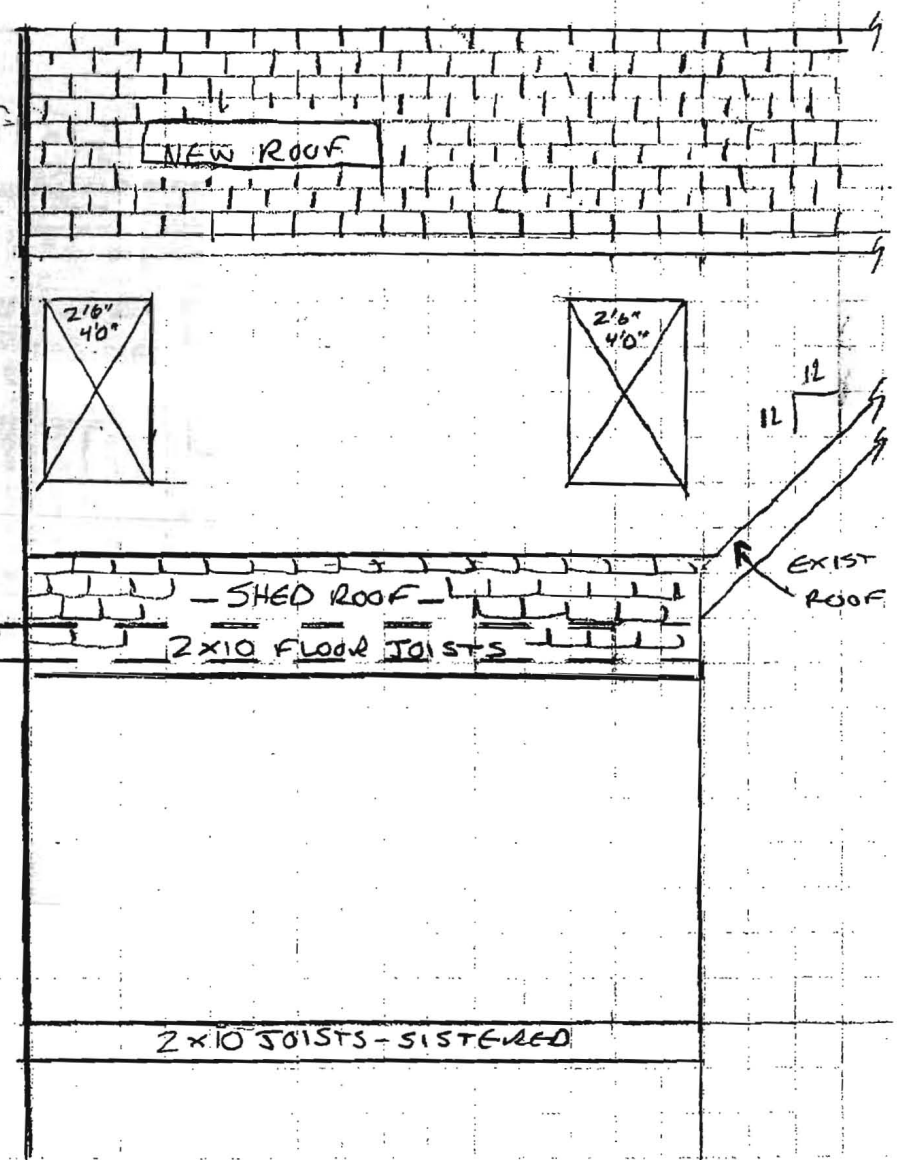 NEW ROOF
2'6"
4'0"
2'6"
4'0"
12
12
EXIST
ROOF
- SHED ROOF -
2x10 FLOOR JOISTS
2x10 JOISTS - SISTERED